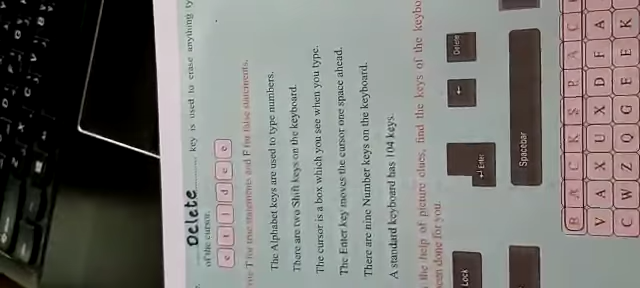 Delete key is used to erase anything ty
of the cursor.
e t l d e e
T for true statements and F for false statements.
The Alphabet keys are used to type numbers.
There are two Shift keys on the keyboard.
The cursor is a box which you see when you type.
The Enter key moves the cursor one space ahead.
There are nine Number keys on the keyboard.
A standard keyboard has 104 keys.
the help of picture clues, find the keys of the keybo
been done for you.
Lock
↵ Enter
←
Delete
Spacebar
B A C K S P A C
V A X U X D F A
C W Z Q G E E K